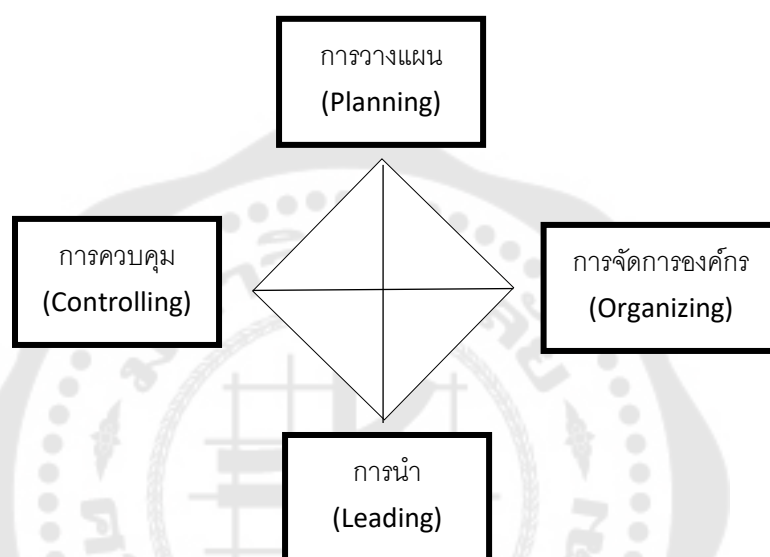 การวางแผน
(Planning)
การควบคุม
(Controlling)
การจัดการองค์กร
(Organizing)
การนำ
(Leading)